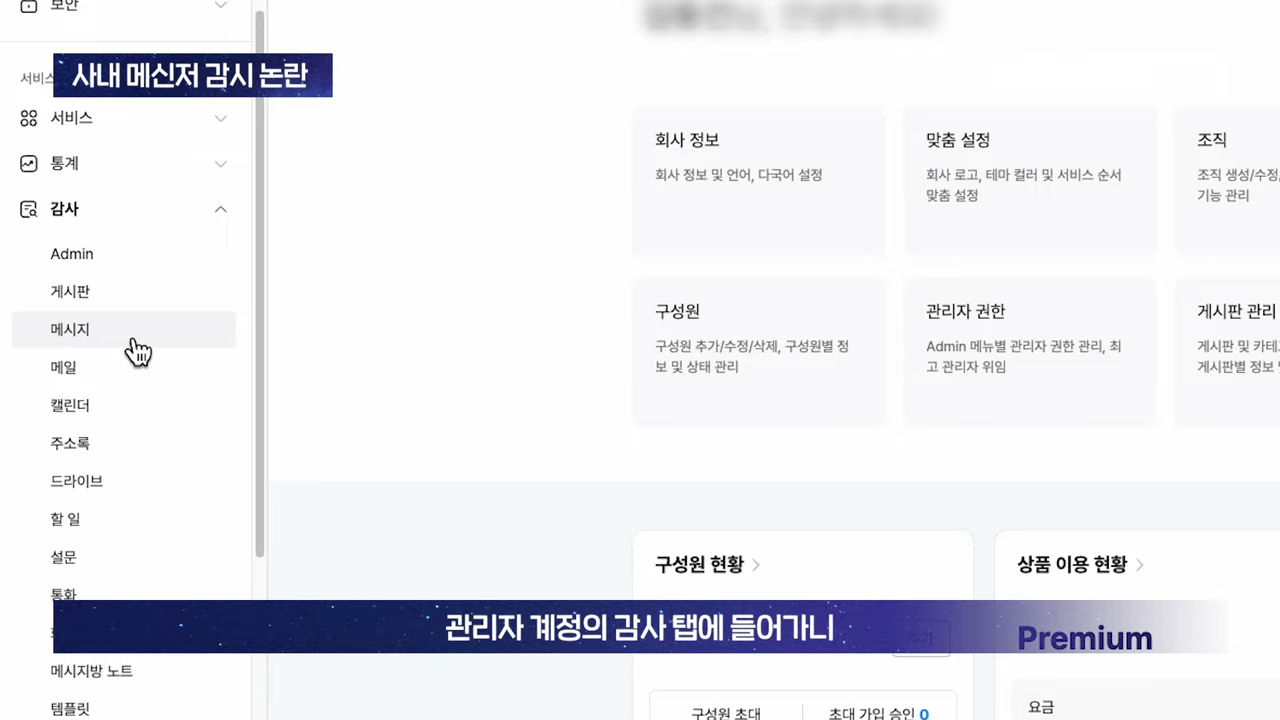 보안
사내 메신저 감시 논란
서비스
통계
감사
Admin
게시판
메시지
메일
캘린더
주소록
드라이브
할 일
설문
통화
메시지방 노트
템플릿
회사 정보
회사 정보 및 언어, 다국어 설정
맞춤 설정
회사 로고, 테마 컬러 및 서비스 순서
맞춤 설정
조직
조직 생성/수정/
기능 관리
구성원
구성원 추가/수정/삭제, 구성원별 정
보 및 상태 관리
관리자 권한
Admin 메뉴별 관리자 권한 관리, 최
고 관리자 위임
게시판 관리
게시판 및 카테
게시판별 정보
구성원 현황
상품 이용 현황
관리자 계정의 감사 탭에 들어가니
Premium
구성원 초대
초대 가입 승인 0
요금